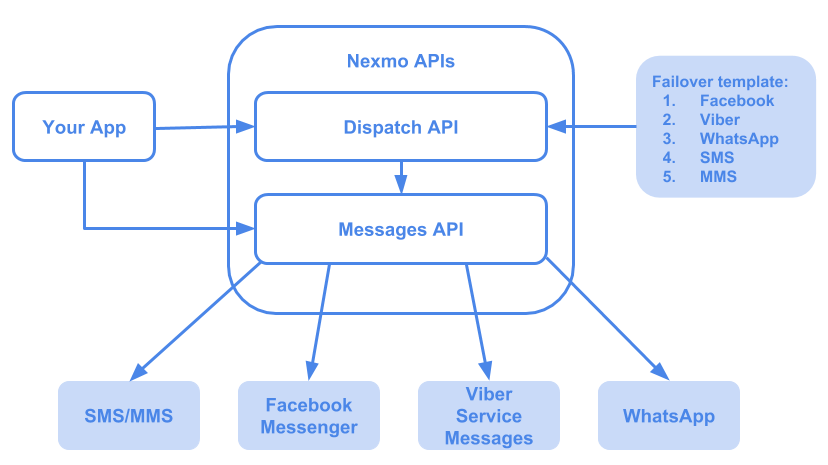 Nexmo APIs
Your App
Dispatch API
Failover template:
1. Facebook
2. Viber
3. WhatsApp
4. SMS
5. MMS
Messages API
SMS/MMS
Facebook
Messenger
Viber
Service
Messages
WhatsApp